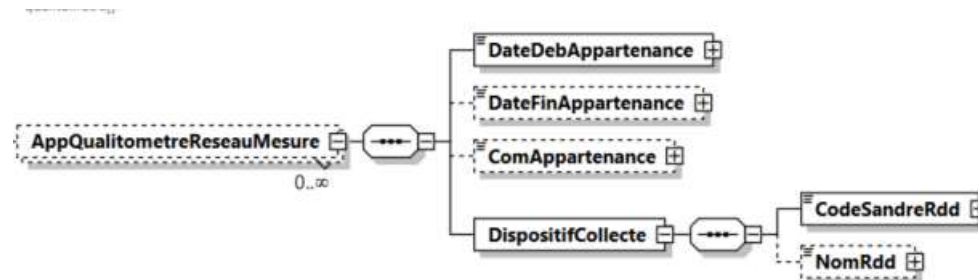 DateDebAppartenance
DateFinAppartenance
AppQualitometreReseauMesure
0..∞
ComAppartenance
CodeSandreRdd
DispositifCollecte
NomRdd